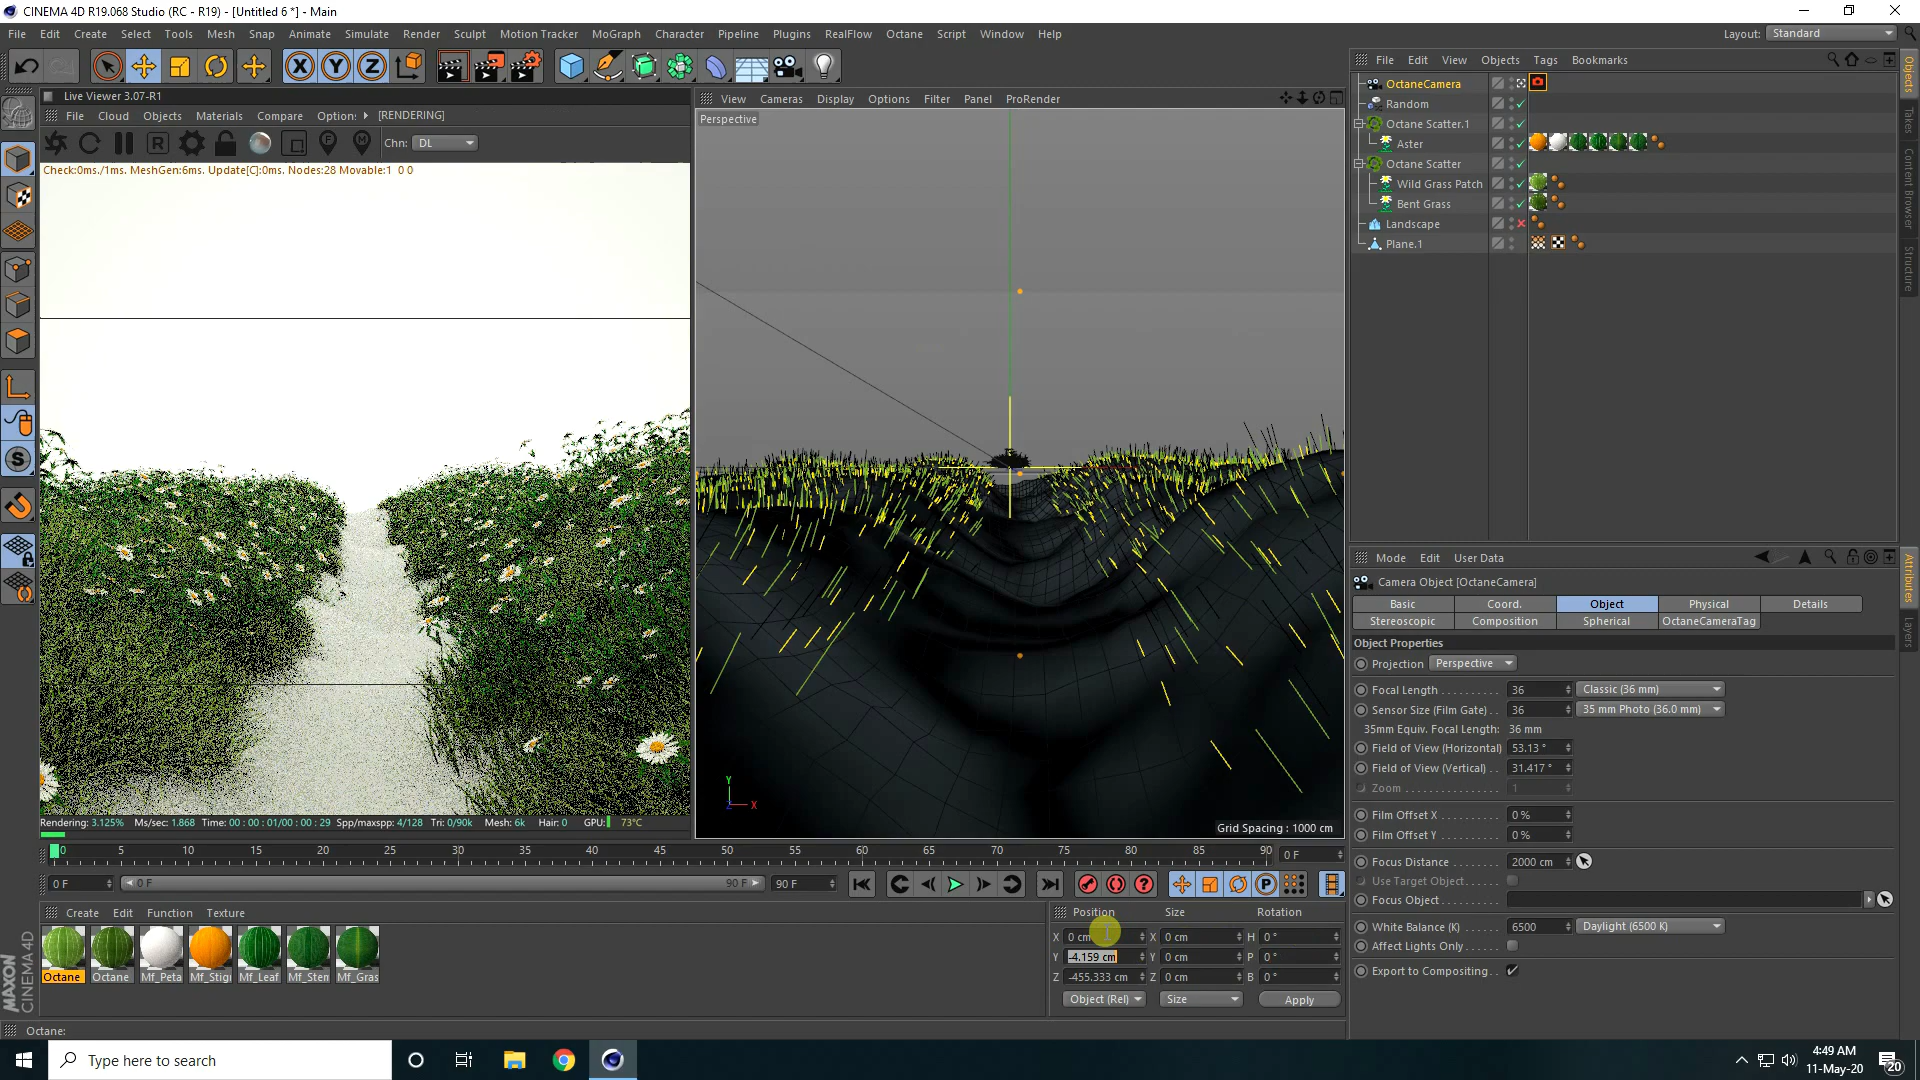 CINEMA 4D R19.068 Studio (RC - R19) - [Untitled 6 *] - Main
File Edit Create Select Tools Mesh Snap Animate Simulate Render Sculpt Motion Tracker MoGraph Character Pipeline Plugins RealFlow Octane Script Window Help
Layout: Standard
Live Viewer 3.07-R1
File Cloud Objects Materials Compare Option: [RENDERING]
Chn: DL
Check:0ms./1ms. MeshGen:6ms. Update[C]:0ms. Nodes:28 Movable:1 0 0
Rendering: 3.125% Ms/sec: 1.868 Time: 00 : 00 : 01/00 : 00 : 29 Spp/maxspp: 4/128 Tri: 0/90k Mesh: 6k Hair: 0 GPU: 73°C
View Cameras Display Options Filter Panel ProRender
Perspective
Y
X
Z
Grid Spacing : 1000 cm
File Edit View Objects Tags Bookmarks
OctaneCamera
Random
Octane Scatter.1
Aster
Octane Scatter
Wild Grass Patch
Bent Grass
Landscape
Plane.1
Objects
Takes
Content Browser
Structure
Mode Edit User Data
Camera Object [OctaneCamera]
Basic Coord. Object Physical Details
Stereoscopic Composition Spherical OctaneCameraTag
Object Properties
Projection Perspective
Focal Length . . . . . . . . . . 36 Classic (36 mm)
Sensor Size (Film Gate) . . 36 35 mm Photo (36.0 mm)
35mm Equiv. Focal Length: 36 mm
Field of View (Horizontal) 53.13 °
Field of View (Vertical) . . 31.417 °
Zoom . . . . . . . . . . . . . . . 1
Film Offset X 0 %
Film Offset Y 0 %
Focus Distance . . . . . . . . 2000 cm
Use Target Object. . . . .
Focus Object . . . . . . . . .
White Balance (K) 6500 Daylight (6500 K)
Affect Lights Only . . . . .
Export to Compositing. . ✓
Attributes
Layers
0 5 10 15 20 25 30 35 40 45 50 55 60 65 70 75 80 85 90 0 F
0 F 0 F 90 F 90 F
Create Edit Function Texture
Octane Octane Mf_Peta Mf_Stigr Mf_Leaf Mf_Stem Mf_Gras
MAXON CINEMA 4D
Position Size Rotation
X 0 cm X 0 cm H 0 °
Y -4.159 cm Y 0 cm P 0 °
Z -455.333 cm Z 0 cm B 0 °
Object (Rel) Size Apply
Octane:
Type here to search
4:49 AM
11-May-20
20